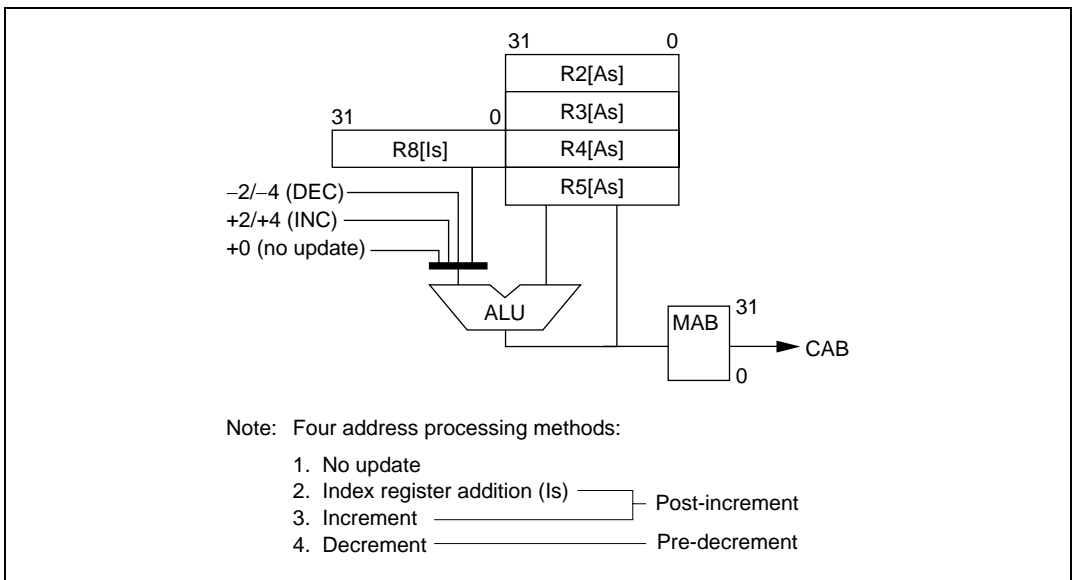 31 0
R2[As]
R3[As]
31 0
R8[Is] R4[As]
R5[As]
−2/−4 (DEC)
+2/+4 (INC)
+0 (no update)
ALU
MAB 31
CAB
0
Note: Four address processing methods:
1. No update
2. Index register addition (Is)
Post-increment
3. Increment
4. Decrement Pre-decrement